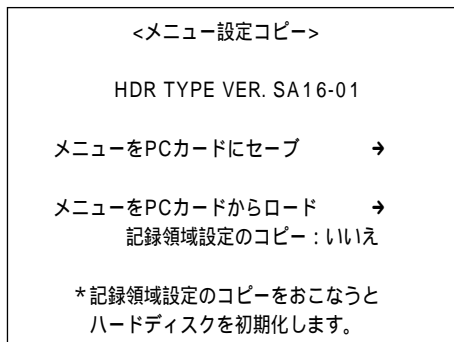 <メニュー設定コピー>
HDR TYPE VER. SA16-01
メニューをPCカードにセーブ →
メニューをPCカードからロード →
記録領域設定のコピー：いいえ
*記録領域設定のコピーをおこなうと
ハードディスクを初期化します。